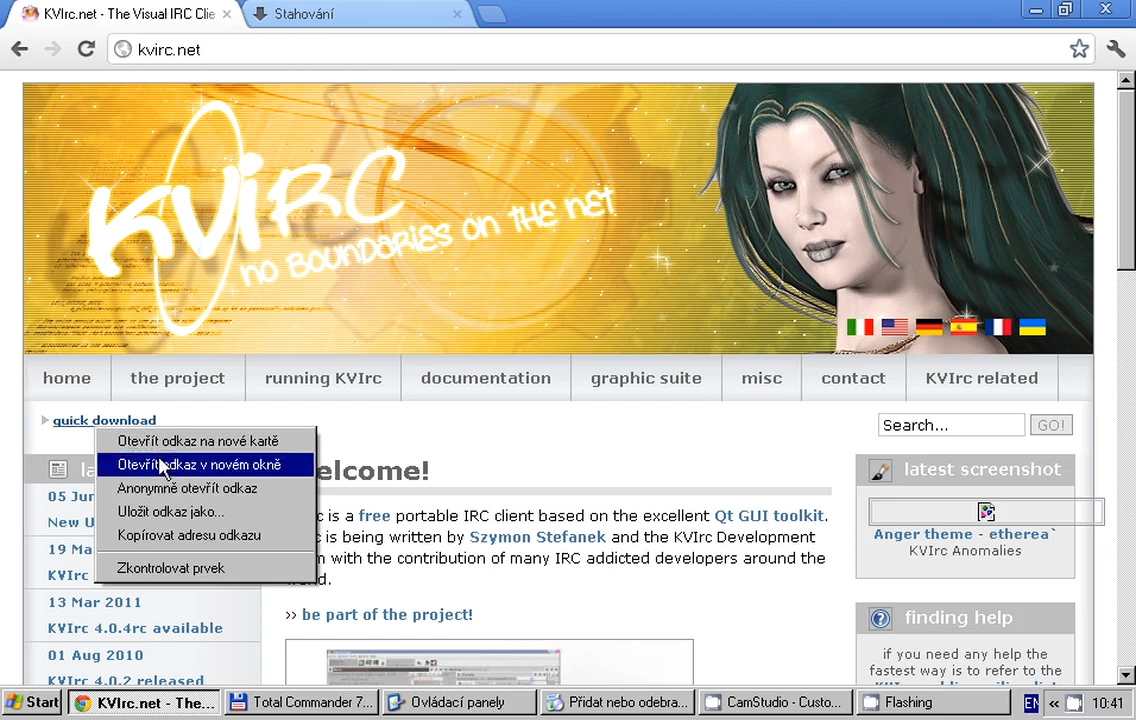 KVIrc.net - The Visual IRC Clie
Stahování
kvirc.net
KVIRC
no BOUNDARIES on THE NET
home
the project
running KVIrc
documentation
graphic suite
misc
contact
KVIrc related
quick download
Search...
GO!
Otevřít odkaz na nové kartě
Otevřít odkaz v novém okně
Anonymně otevřít odkaz
Uložit odkaz jako...
Kopírovat adresu odkazu
Zkontrolovat prvek
05 Jun
New U
19 Ma
KVIrc
13 Mar 2011
KVIrc 4.0.4rc available
01 Aug 2010
KVIrc 4.0.2 released
elcome!
is a free portable IRC client based on the excellent Qt GUI toolkit.
is being written by Szymon Stefanek and the KVIrc Development
with the contribution of many IRC addicted developers around the
>> be part of the project!
latest screenshot
Anger theme - etherea`
KVIrc Anomalies
finding help
if you need any help the
fastest way is to refer to the
Start
KVIrc.net - The...
Total Commander 7...
Ovládací panely
Přidat nebo odebra...
CamStudio - Custo...
Flashing
EN
«
10:41